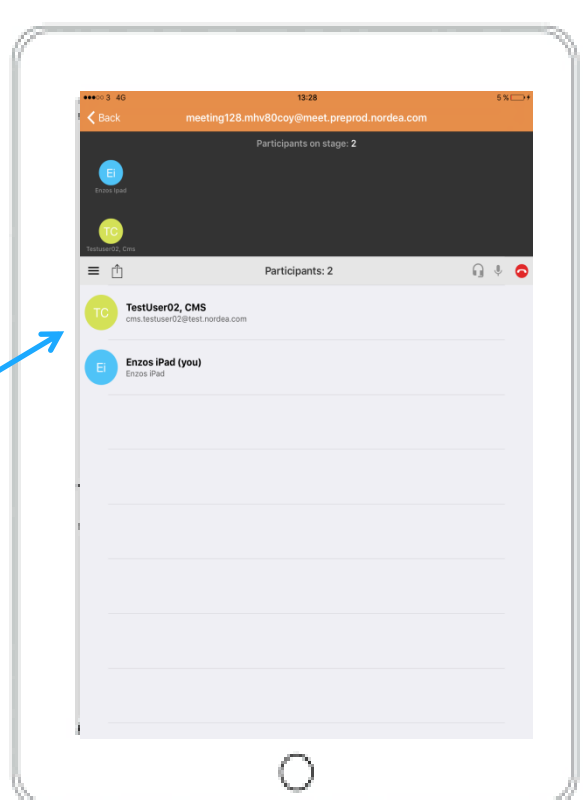 3 4G 13:28 5 %
Back meeting128.mhv80coy@meet.preprod.nordea.com
Participants on stage: 2
Ei
Enzos Ipad
TC
Testuser02, Cms
Participants: 2
TC TestUser02, CMS
cms.testuser02@test.nordea.com
Ei Enzos iPad (you)
Enzos iPad